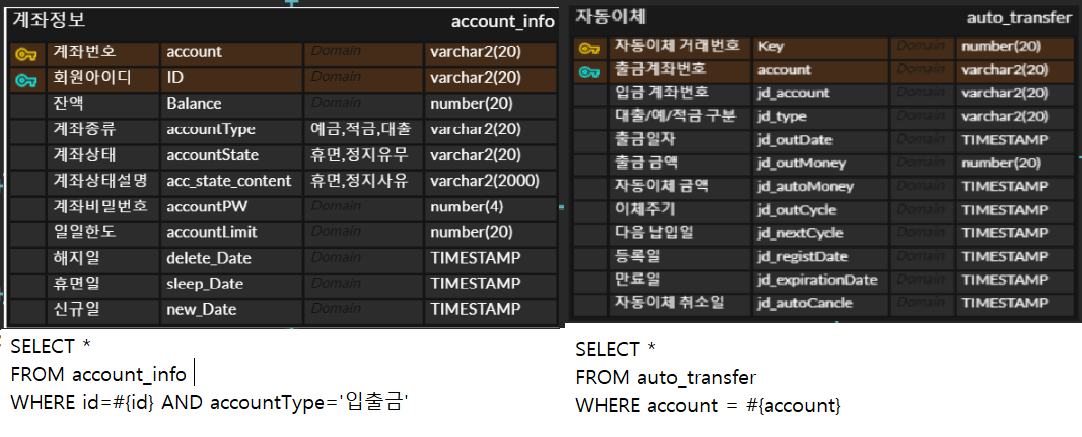 계좌정보 account_info
계좌번호 account Domain varchar2(20)
회원아이디 ID Domain varchar2(20)
잔액 Balance Domain number(20)
계좌종류 accountType 예금,적금,대출 varchar2(20)
계좌상태 accountState 휴면,정지유무 varchar2(20)
계좌상태설명 acc_state_content 휴면,정지사유 varchar2(2000)
계좌비밀번호 accountPW Domain number(4)
일일한도 accountLimit Domain number(20)
해지일 delete_Date Domain TIMESTAMP
휴면일 sleep_Date Domain TIMESTAMP
신규일 new_Date Domain TIMESTAMP
SELECT *
FROM account_info
WHERE id=#{id} AND accountType='입출금'
자동이체 auto_transfer
자동이체 거래번호 Key Domain number(20)
출금계좌번호 account Domain varchar2(20)
입금 계좌번호 jd_account Domain varchar2(20)
대출/예/적금 구분 jd_type Domain varchar2(20)
출금일자 jd_outDate Domain TIMESTAMP
출금 금액 jd_outMoney Domain number(20)
자동이체 금액 jd_autoMoney Domain TIMESTAMP
이체주기 jd_outCycle Domain TIMESTAMP
다음 납입일 jd_nextCycle Domain TIMESTAMP
등록일 jd_registDate Domain TIMESTAMP
만료일 jd_expirationDate Domain TIMESTAMP
자동이체 취소일 jd_autoCancle Domain TIMESTAMP
SELECT *
FROM auto_transfer
WHERE account = #{account}